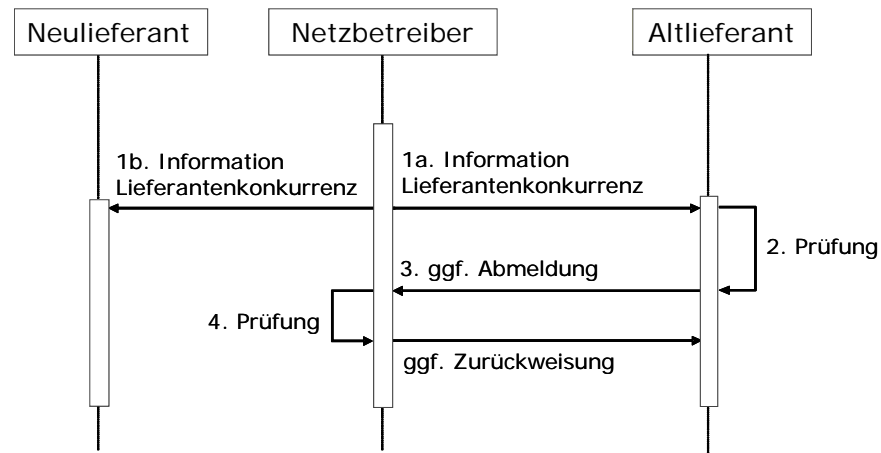 Neulieferant
Netzbetreiber
Altlieferant
1b. Information
Lieferantenkonkurrenz
1a. Information
Lieferantenkonkurrenz
2. Prüfung
3. ggf. Abmeldung
4. Prüfung
ggf. Zurückweisung